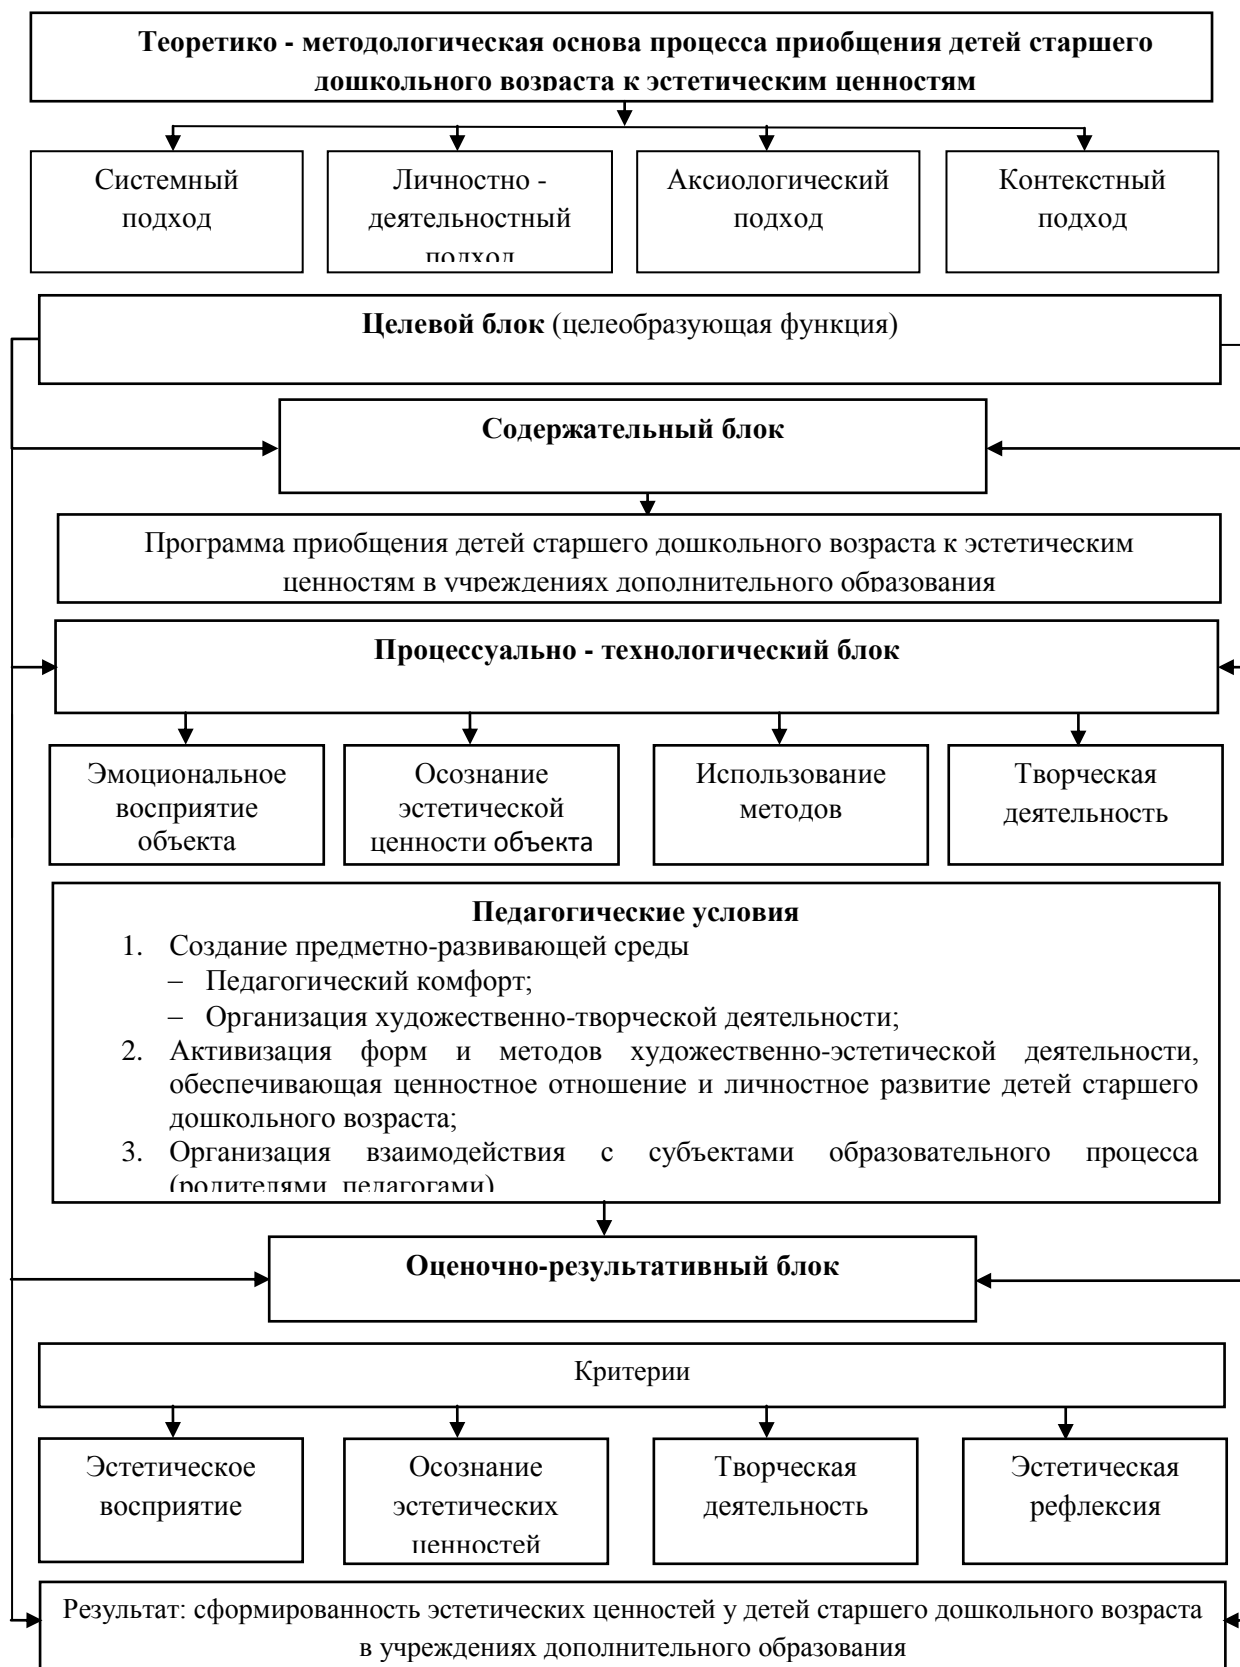 Теоретико - методологическая основа процесса приобщения детей старшего
дошкольного возраста к эстетическим ценностям
Системный
подход
Личностно -
деятельностный
подход
Аксиологический
подход
Контекстный
подход
Целевой блок (целеобразующая функция)
Содержательный блок
Программа приобщения детей старшего дошкольного возраста к эстетическим
ценностям в учреждениях дополнительного образования
Процессуально - технологический блок
Эмоциональное
восприятие
объекта
Осознание
эстетической
ценности объекта
Использование
методов
Творческая
деятельность
Педагогические условия
1. Создание предметно-развивающей среды
– Педагогический комфорт;
– Организация художественно-творческой деятельности;
2. Активизация форм и методов художественно-эстетической деятельности,
обеспечивающая ценностное отношение и личностное развитие детей старшего
дошкольного возраста;
3. Организация взаимодействия с субъектами образовательного процесса
(родителями, педагогами)
Оценочно-результативный блок
Критерии
Эстетическое
восприятие
Осознание
эстетических
ценностей
Творческая
деятельность
Эстетическая
рефлексия
Результат: сформированность эстетических ценностей у детей старшего дошкольного возраста
в учреждениях дополнительного образования